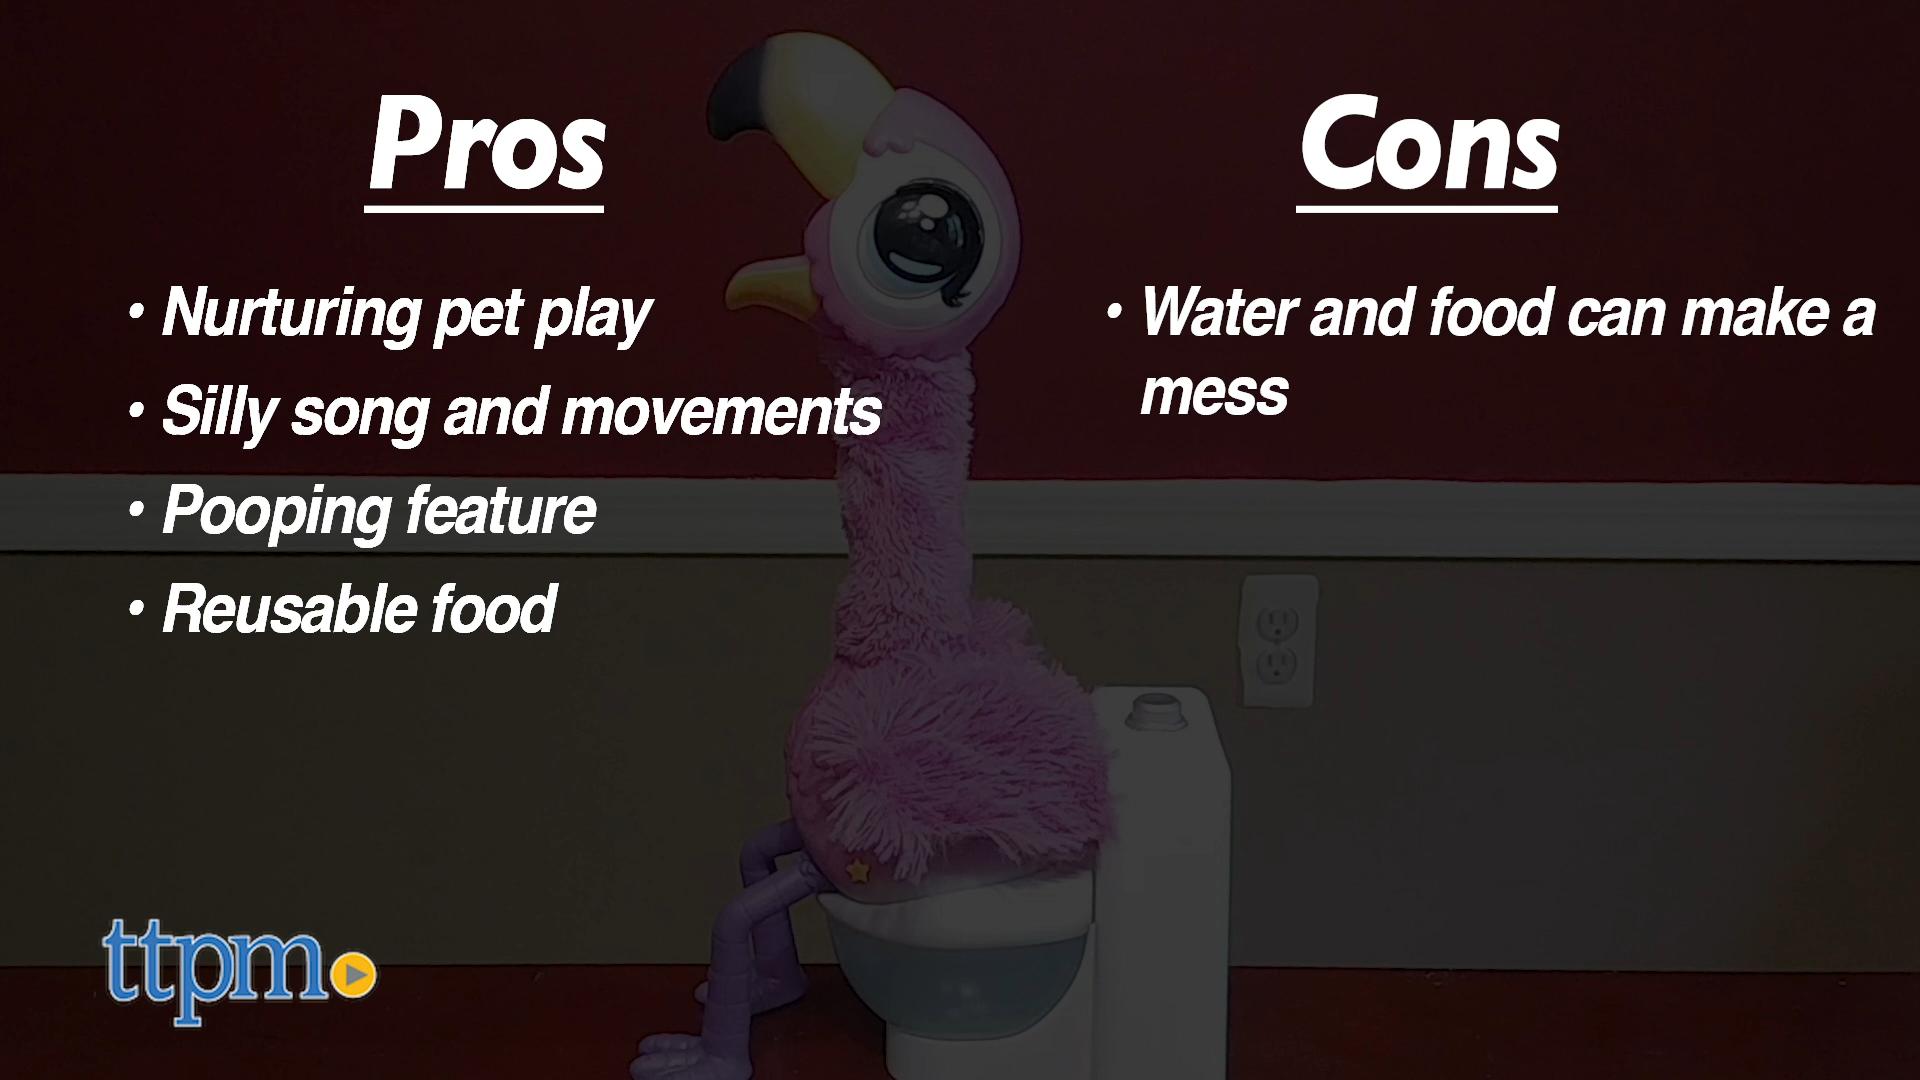 Pros
• Nurturing pet play
• Silly song and movements
• Pooping feature
• Reusable food
Cons
• Water and food can make a
mess
ttpm